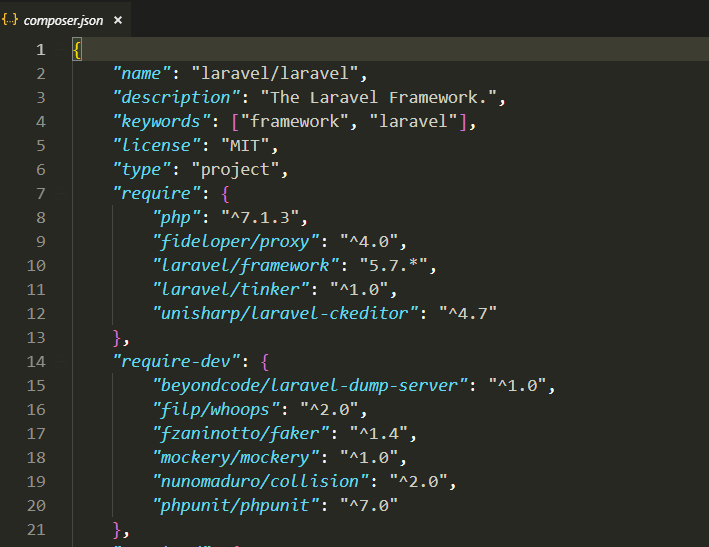 {..} composer.json ×
1 {
2 "name": "laravel/laravel",
3 "description": "The Laravel Framework.",
4 "keywords": ["framework", "laravel"],
5 "license": "MIT",
6 "type": "project",
7 "require": {
8 "php": "^7.1.3",
9 "fideloper/proxy": "^4.0",
10 "laravel/framework": "5.7.*",
11 "laravel/tinker": "^1.0",
12 "unisharp/laravel-ckeditor": "^4.7"
13 },
14 "require-dev": {
15 "beyondcode/laravel-dump-server": "^1.0",
16 "filp/whoops": "^2.0",
17 "fzaninotto/faker": "^1.4",
18 "mockery/mockery": "^1.0",
19 "nunomaduro/collision": "^2.0",
20 "phpunit/phpunit": "^7.0"
21 },